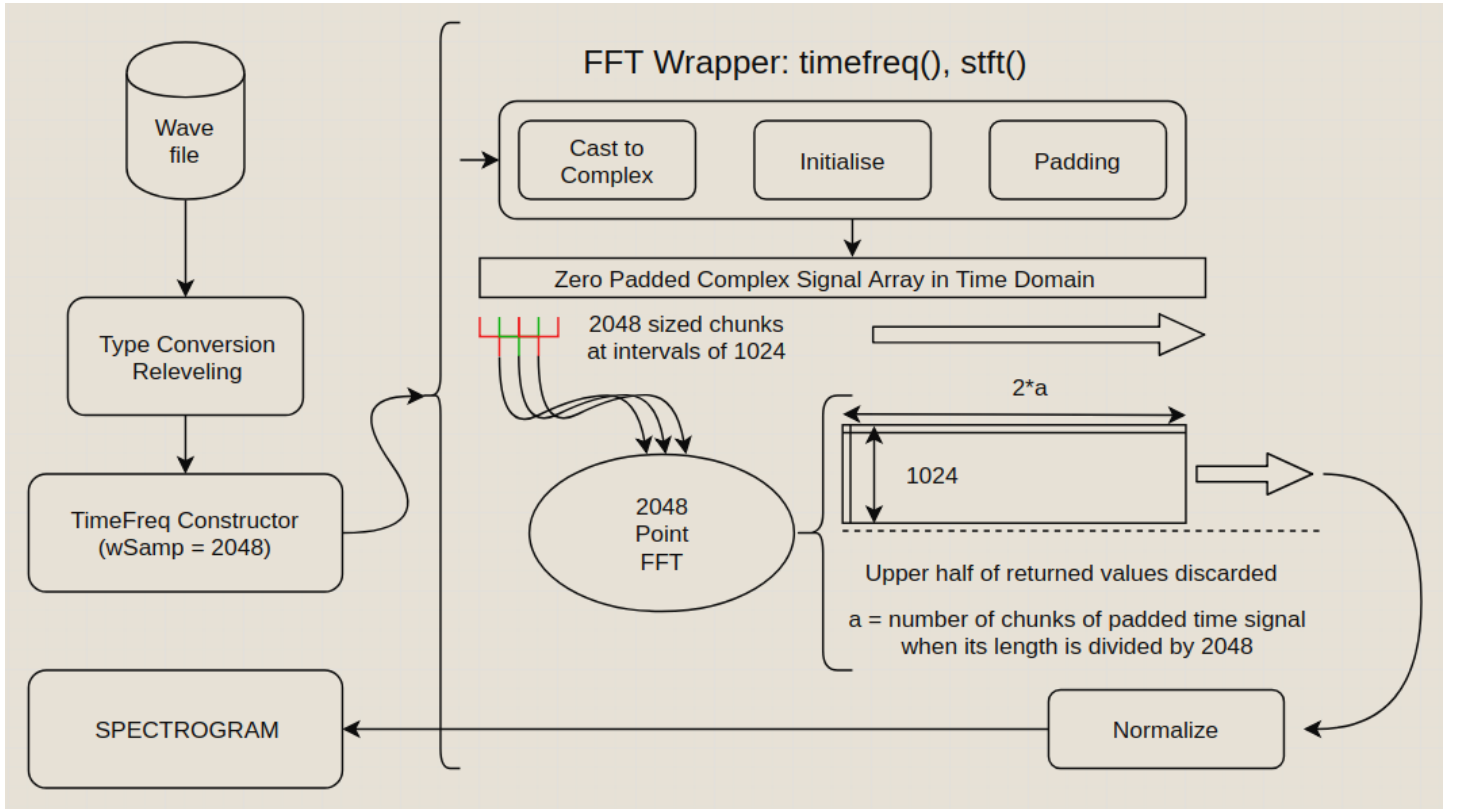 Wave
file
Type Conversion
Releveling
TimeFreq Constructor
(wSamp = 2048)
FFT Wrapper: timefreq(), stft()
Cast to
Complex
Initialise
Padding
Zero Padded Complex Signal Array in Time Domain
2048 sized chunks
at intervals of 1024
2048
Point
FFT
2*a
1024
Upper half of returned values discarded
a = number of chunks of padded time signal
when its length is divided by 2048
Normalize
SPECTROGRAM